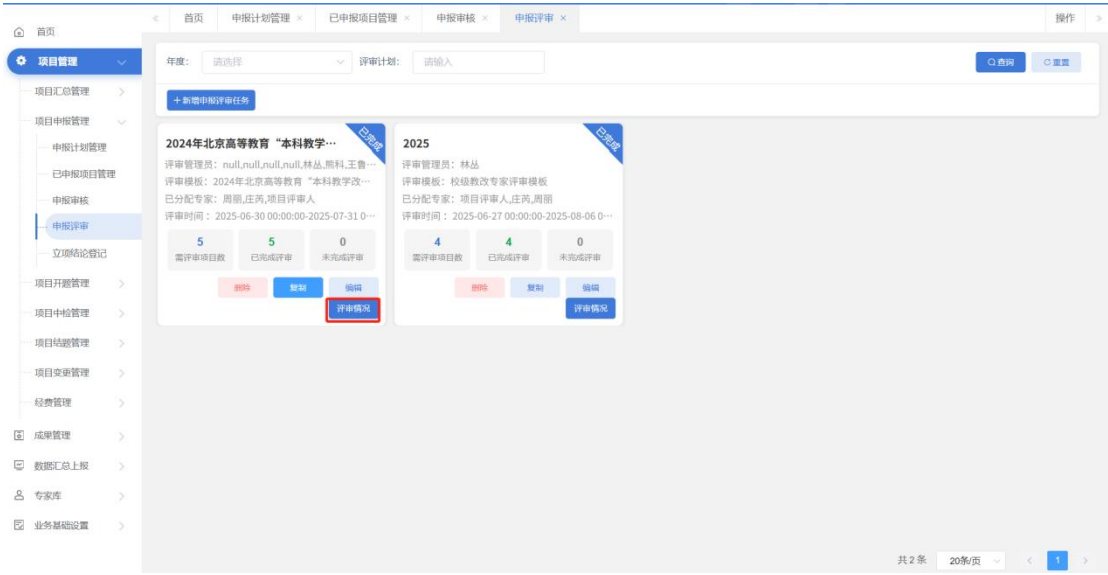 首页 申报计划管理 × 已申报项目管理 × 申报审核 × 申报评审 × 操作
首页
项目管理
项目汇总管理
项目申报管理
申报计划管理
已申报项目管理
申报审核
申报评审
立项结论登记
项目开题管理
项目中检管理
项目结题管理
项目变更管理
经费管理
成果管理
数据汇总上报
专家库
业务基础设置
年度： 请选择 评审计划： 请输入 查询 重置
+ 新增申报评审任务
2024年北京高等教育“本科教学…
已完成
评审管理员：null,null,null,null,林丛,熊科,王鲁…
评审模板：2024年北京高等教育“本科教学改…
已分配专家：周丽,庄芮,项目评审人
评审时间 ：2025-06-30 00:00:00-2025-07-31 0…
5 5 0
需评审项目数 已完成评审 未完成评审
删除 复制 编辑
评审情况
2025
已完成
评审管理员：林丛
评审模板：校级教改专家评审模板
已分配专家：项目评审人,庄芮,周丽
评审时间 ：2025-06-27 00:00:00-2025-08-06 0…
4 4 0
需评审项目数 已完成评审 未完成评审
删除 复制 编辑
评审情况
共 2 条 20条/页 1